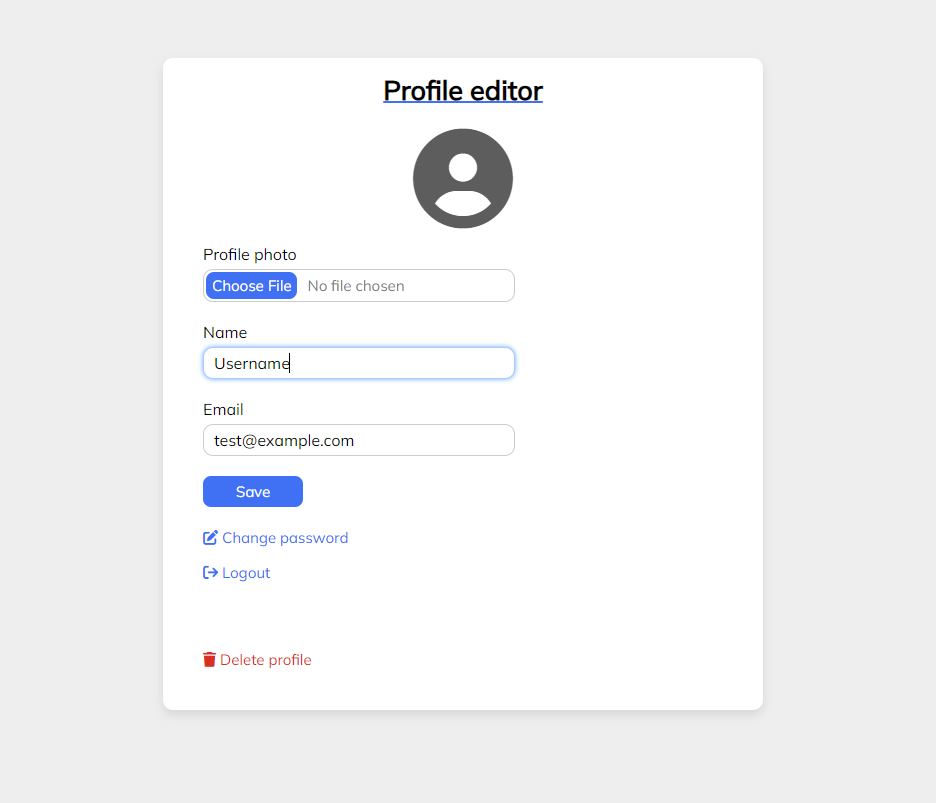 Profile editor
Profile photo
Choose File No file chosen
Name
Username
Email
test@example.com
Save
Change password
Logout
Delete profile